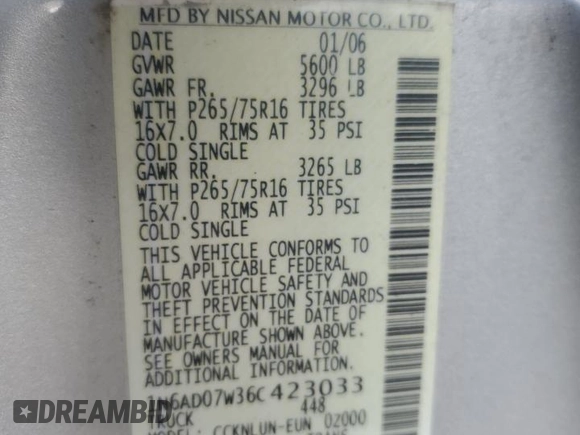 MFD BY NISSAN MOTOR CO., LTD.
DATE 01/06
GVWR 5600 LB
GAWR FR. 3296 LB
WITH P265/75R16 TIRES
16X7.0 RIMS AT 35 PSI
COLD SINGLE
GAWR RR. 3265 LB
WITH P265/75R16 TIRES
16X7.0 RIMS AT 35 PSI
COLD SINGLE
THIS VEHICLE CONFORMS TO
ALL APPLICABLE FEDERAL
MOTOR VEHICLE SAFETY AND
THEFT PREVENTION STANDARDS
IN EFFECT ON THE DATE OF
MANUFACTURE SHOWN ABOVE.
SEE OWNERS MANUAL FOR
ADDITIONAL INFORMATION.
1N6AD07W36C423033
TRUCK 448
MODEL CCKNLUN-EUN 02000
DREAMBID